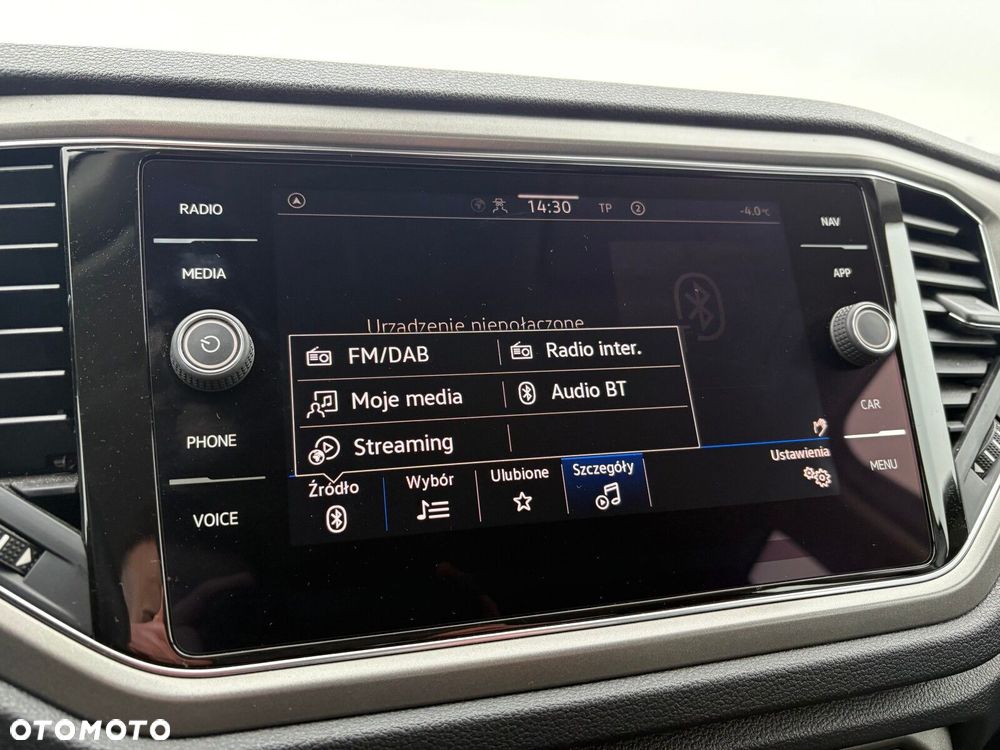 RADIO
MEDIA
PHONE
VOICE
14:30 TP 2 -4.0°C
Urządzenie niepołączone
FM/DAB Radio inter.
Moje media Audio BT
Streaming
Źródło Wybór Ulubione Szczegóły Ustawienia
NAV
APP
CAR
MENU
OTOMOTO